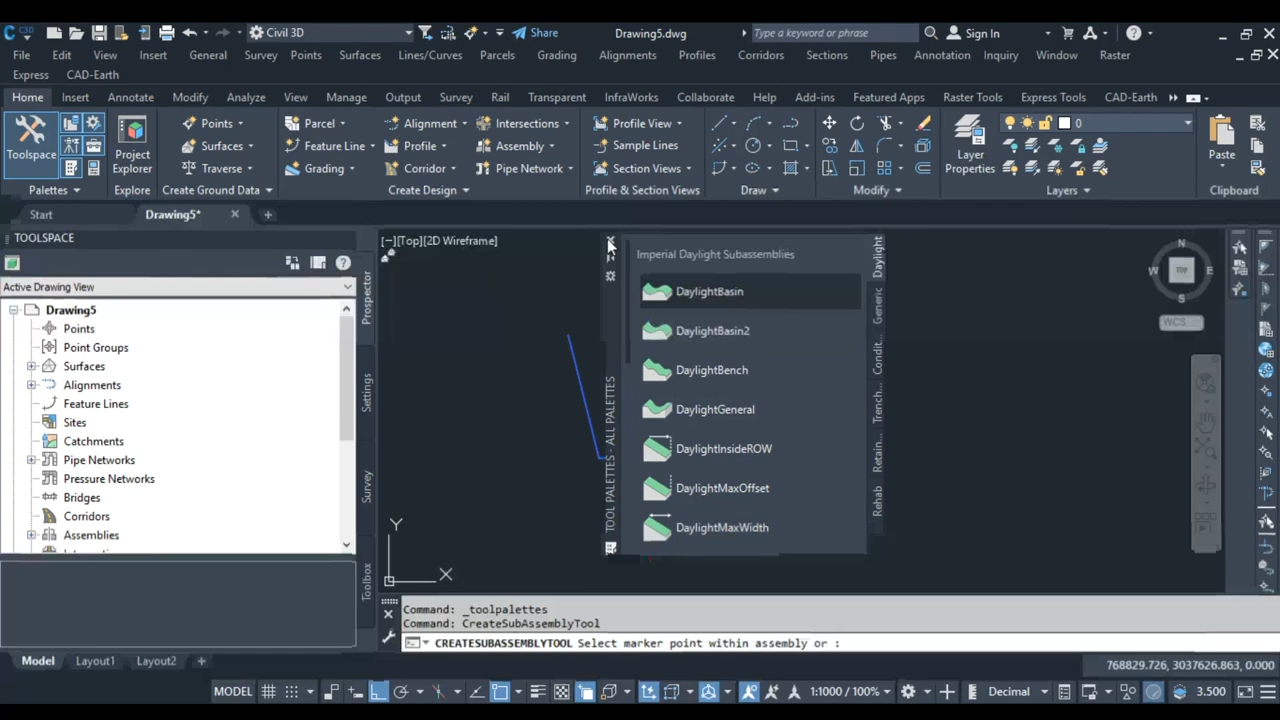 C3D Civil 3D Share Drawing5.dwg Type a keyword or phrase Sign In
File Edit View Insert General Survey Points Surfaces Lines/Curves Parcels Grading Alignments Profiles Corridors Sections Pipes Annotation Inquiry Window Raster
Express CAD-Earth
Home Insert Annotate Modify Analyze View Manage Output Survey Rail Transparent InfraWorks Collaborate Help Add-ins Featured Apps Raster Tools Express Tools CAD-Earth
Points Parcel Alignment Intersections Profile View 0
Surfaces Feature Line Profile Assembly Sample Lines
Toolspace Project Explorer Traverse Grading Corridor Pipe Network Section Views Layer Properties Paste
Palettes Explore Create Ground Data Create Design Profile & Section Views Draw Modify Layers Clipboard
Start Drawing5*
TOOLSPACE
Active Drawing View
Drawing5
Points
Point Groups
Surfaces
Alignments
Feature Lines
Sites
Catchments
Pipe Networks
Pressure Networks
Bridges
Corridors
Assemblies
Prospector
Settings
Survey
Toolbox
[−][Top][2D Wireframe]
TOOL PALETTES - ALL PALETTES
Imperial Daylight Subassemblies
DaylightBasin
DaylightBasin2
DaylightBench
DaylightGeneral
DaylightInsideROW
DaylightMaxOffset
DaylightMaxWidth
Daylight
Generic
Condit...
Trench...
Retain...
Rehab
N
W TOP E
S
WCS
Y
X
Command: _toolpalettes
Command: CreateSubAssemblyTool
CREATESUBASSEMBLYTOOL Select marker point within assembly or :
Model Layout1 Layout2 +
768829.726, 3037626.863, 0.000
MODEL 1:1000 / 100% Decimal 3.500